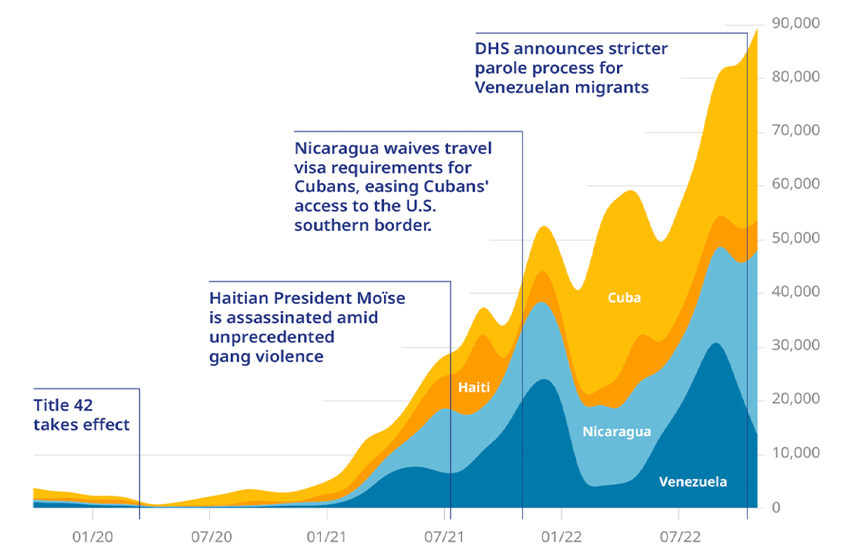 90,000
DHS announces stricter
parole process for
Venezuelan migrants
80,000
70,000
Nicaragua waives travel
visa requirements for
Cubans, easing Cubans'
access to the U.S.
southern border.
60,000
50,000
40,000
Haitian President Moïse
is assassinated amid
unprecedented
gang violence
Cuba
30,000
Haiti
20,000
Title 42
takes effect
Nicaragua
10,000
Venezuela
0
01/20 07/20 01/21 07/21 01/22 07/22